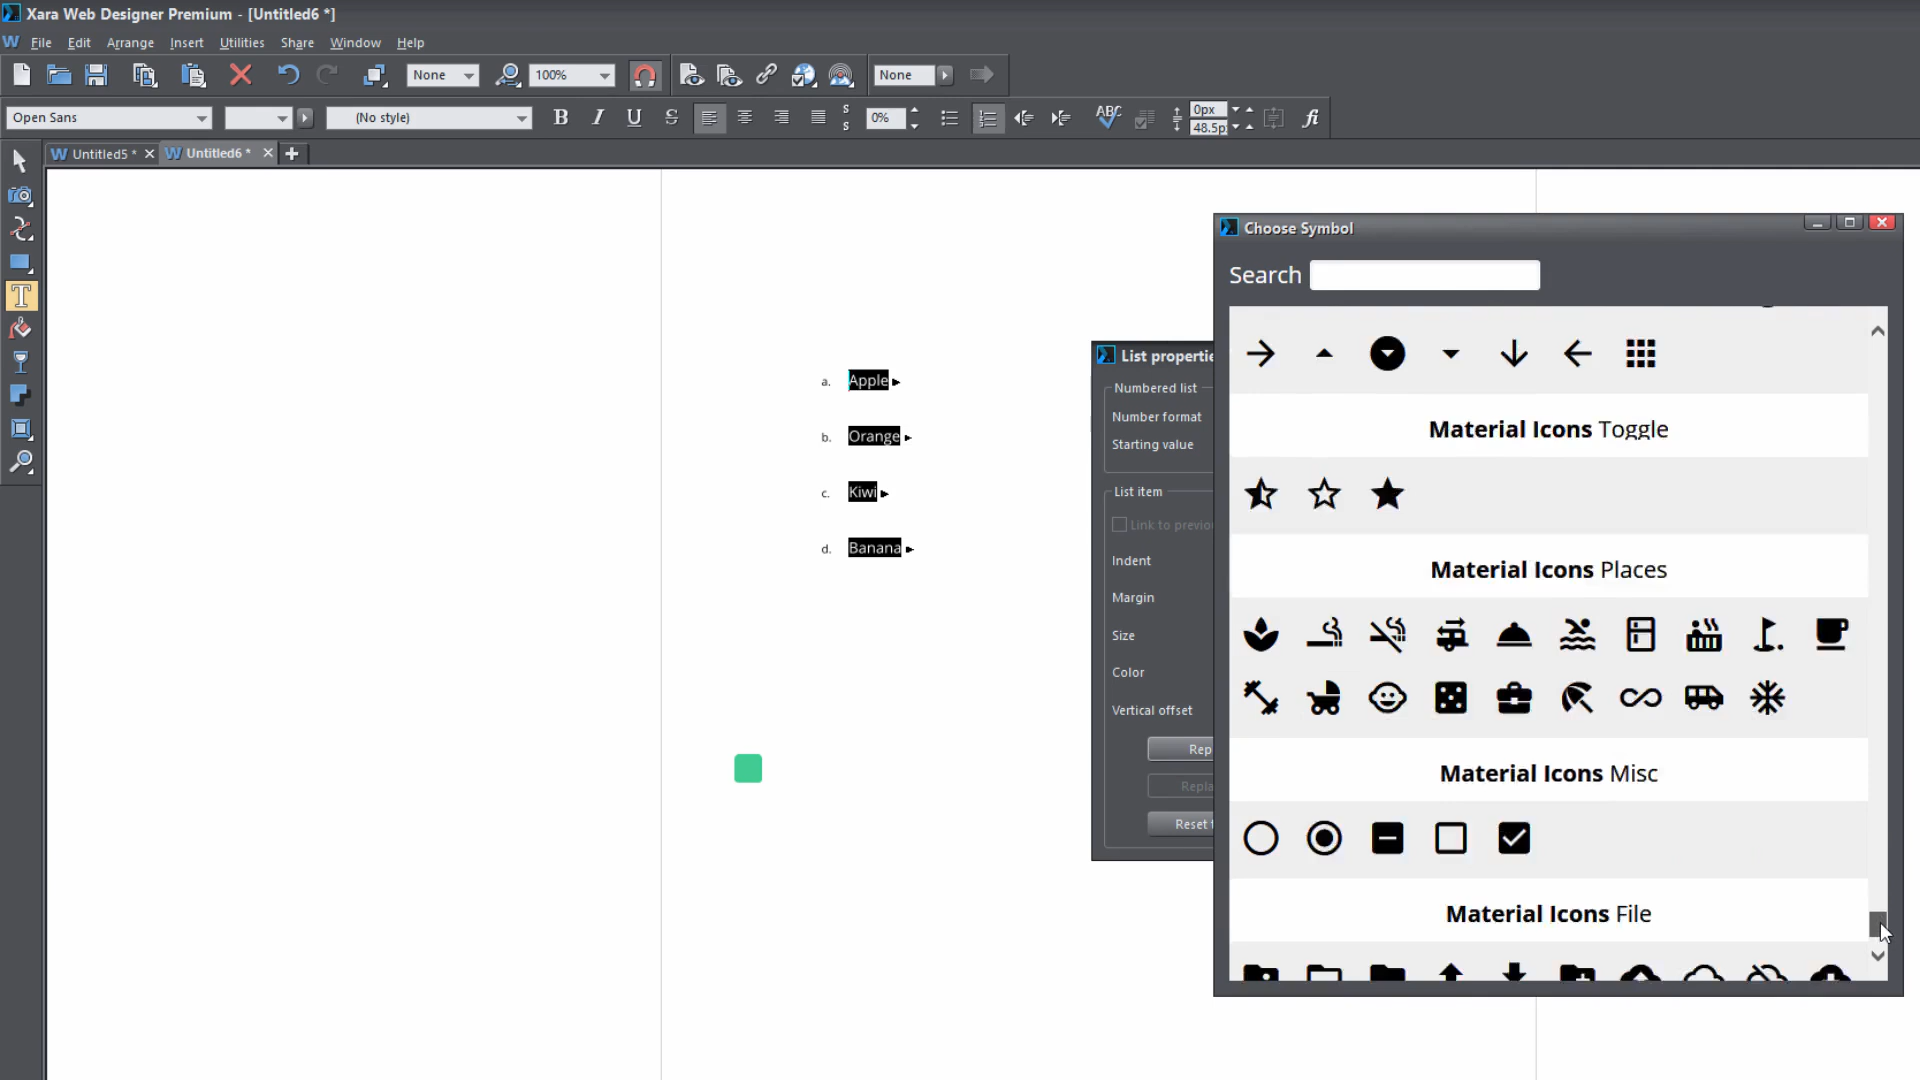 Xara Web Designer Premium - [Untitled6 *]
File Edit Arrange Insert Utilities Share Window Help
None 100% None
Open Sans (No style) B I U S 0% ABC 0px
48.5p
Untitled5 * Untitled6 *
Choose Symbol
Search
List properti
Numbered list
Number format
Starting value
List item
Link to previo
Indent
Margin
Size
Color
Vertical offset
Rep
Repla
Reset t
a. Apple
b. Orange
c. Kiwi
d. Banana
Material Icons Toggle
Material Icons Places
Material Icons Misc
Material Icons File